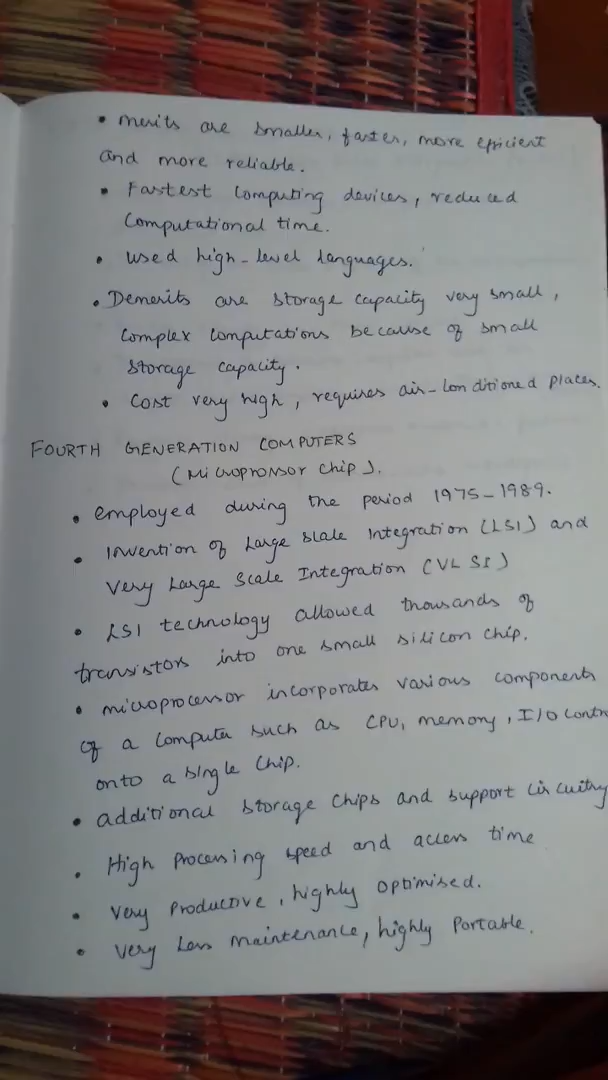 • merits are smaller, faster, more efficient
and more reliable.
• Fastest computing devices, reduced
computational time.
• used high-level languages.
• Demerits are storage capacity very small,
complex computations because of small
storage capacity.
• cost very high, requires air-conditioned places.
FOURTH GENERATION COMPUTERS
(Microprossor chip).
• employed during the period 1975-1989.
• Invention of Large Scale Integration (LSI) and
Very Large Scale Integration (VLSI)
• LSI technology allowed thousands of
transistors into one small silicon chip.
• microprocessor incorporates various components
of a computer such as CPU, memory, I/O contr
onto a single chip.
• additional storage chips and support circuitry
• High Processing speed and access time
• Very Productive, highly optimised.
• Very Less maintenance, highly Portable.